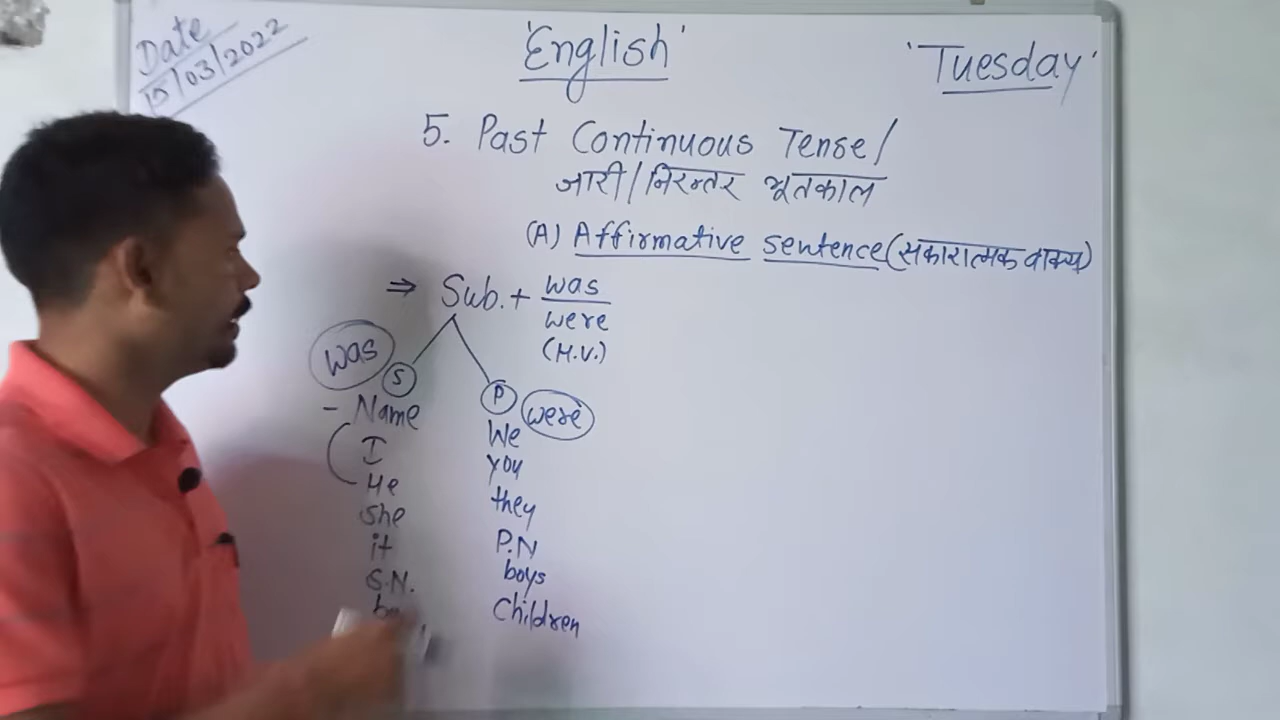 Date
15/03/2022
'English'
'Tuesday'
5. Past Continuous Tense/
जारी/निरन्तर भूतकाल
(A) Affirmative sentence (सकारात्मक वाक्य)
⇒ Sub. + was
were
(H.V.)
was
S
P
were
- Name
I
He
She
it
S.N.
We
you
they
P.N
boys
Children